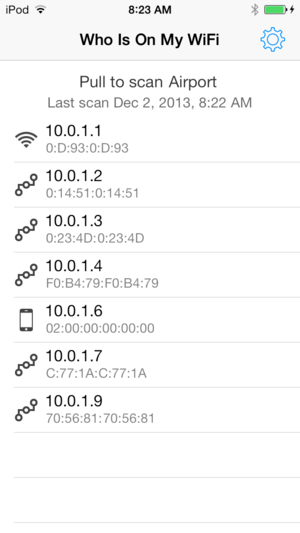 iPod 8:23 AM
Who Is On My WiFi
Pull to scan Airport
Last scan Dec 2, 2013, 8:22 AM
10.0.1.1
0:D:93:0:D:93
10.0.1.2
0:14:51:0:14:51
10.0.1.3
0:23:4D:0:23:4D
10.0.1.4
F0:B4:79:F0:B4:79
10.0.1.6
02:00:00:00:00:00
10.0.1.7
C:77:1A:C:77:1A
10.0.1.9
70:56:81:70:56:81